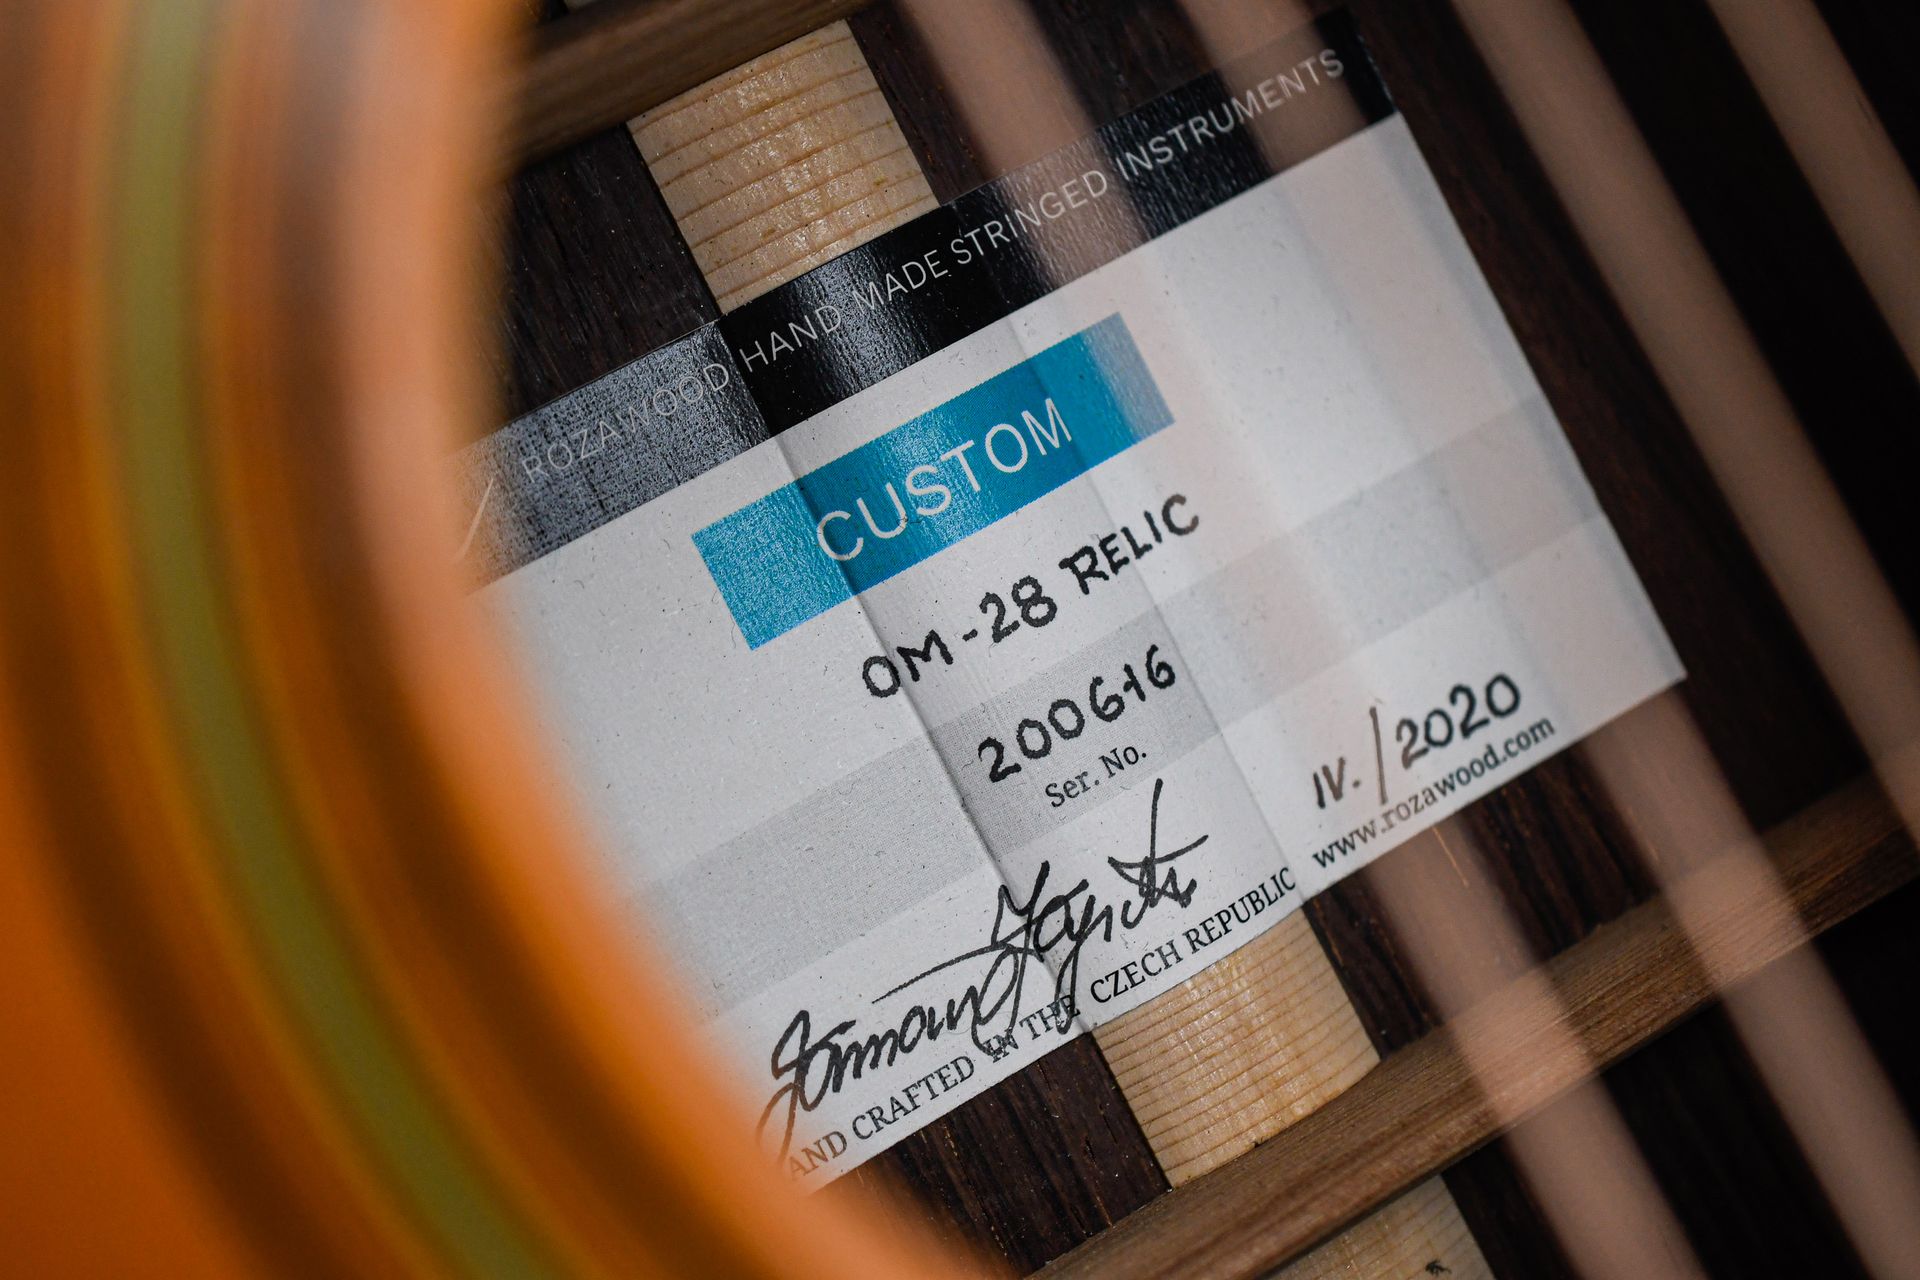 ROZAWOOD HAND MADE STRINGED INSTRUMENTS
CUSTOM
OM-28 RELIC
200616
Ser. No.
IV./2020
www.rozawood.com
AND CRAFTED IN THE CZECH REPUBLIC